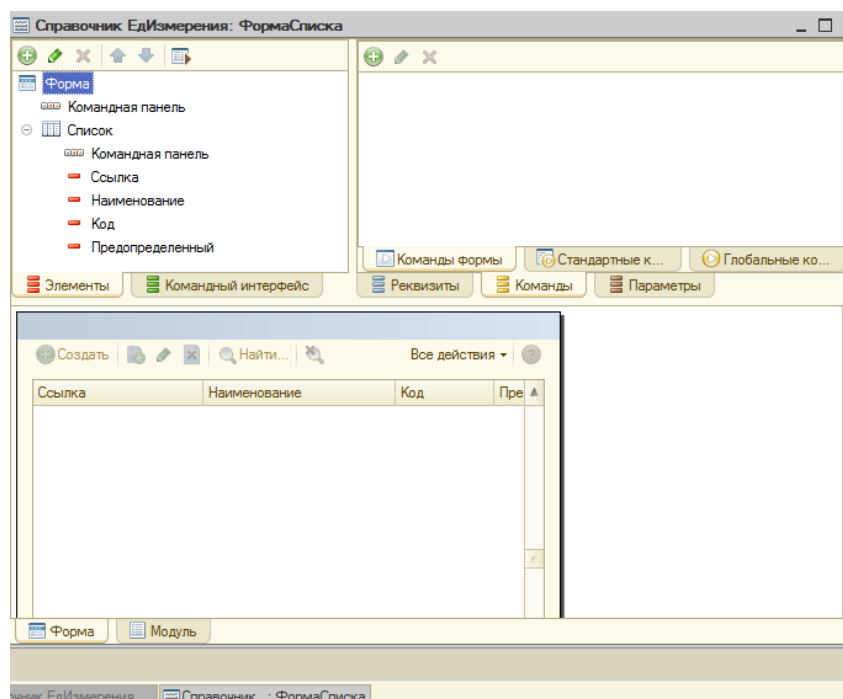 Справочник ЕдИзмерения: ФормаСписка
Форма
Командная панель
Список
Командная панель
Ссылка
Наименование
Код
Предопределенный
Элементы
Командный интерфейс
Команды формы
Стандартные к...
Глобальные ко...
Реквизиты
Команды
Параметры
Создать
Найти...
Все действия
Ссылка
Наименование
Код
Пре
Форма
Модуль
ЕдИзмерения
Справочник ...: ФормаСписка